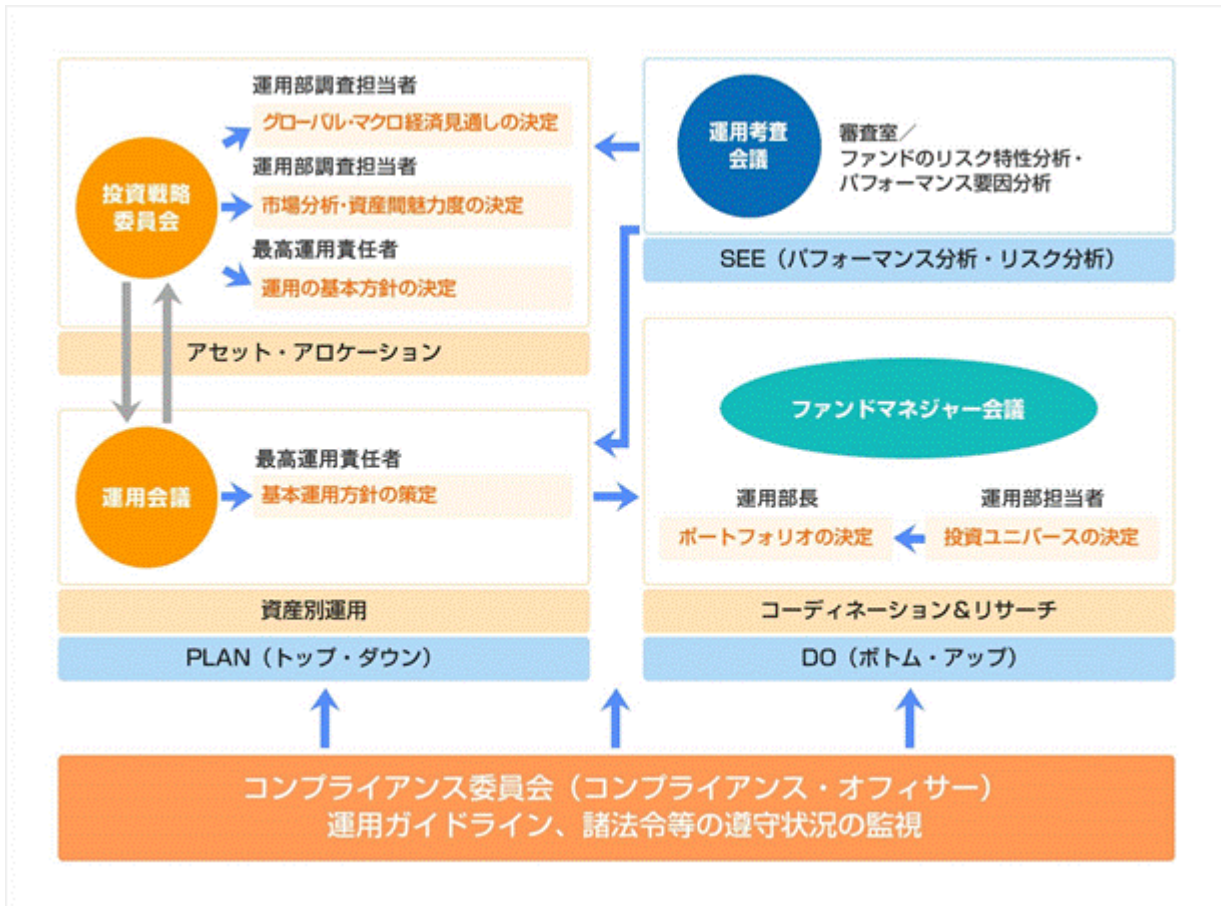 投資戦略
委員会
運用部調査担当者
グローバル・マクロ経済見通しの決定
運用部調査担当者
市場分析・資産間魅力度の決定
最高運用責任者
運用の基本方針の決定
アセット・アロケーション
運用会議
最高運用責任者
基本運用方針の策定
資産別運用
PLAN（トップ・ダウン）
運用考査
会議
審査室／
ファンドのリスク特性分析・
パフォーマンス要因分析
SEE（パフォーマンス分析・リスク分析）
ファンドマネジャー会議
運用部長
ポートフォリオの決定
運用部担当者
投資ユニバースの決定
コーディネーション＆リサーチ
DO（ボトム・アップ）
コンプライアンス委員会（コンプライアンス・オフィサー）
運用ガイドライン、諸法令等の遵守状況の監視